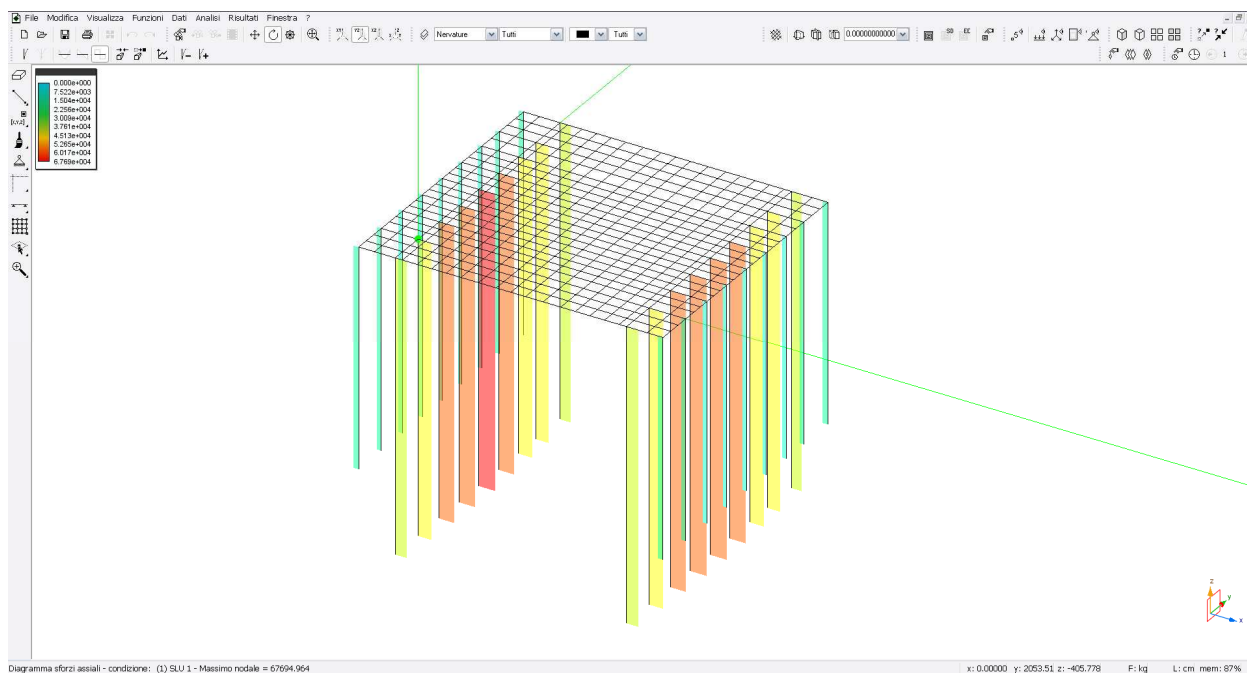 File Modifica Visualizza Funzioni Dati Analisi Risultati Finestra ?
Nervature Tutti Tutti 0.00000000000
1
[x,y,z]
0.000e+000
7.522e+003
1.504e+004
2.256e+004
3.009e+004
3.761e+004
4.513e+004
5.265e+004
6.017e+004
6.769e+004
z
y
x
Diagramma sforzi assiali - condizione: (1) SLU 1 - Massimo nodale = 67694.964 x: 0.00000 y: 2053.51 z: -405.778 F: kg L: cm mem: 87%